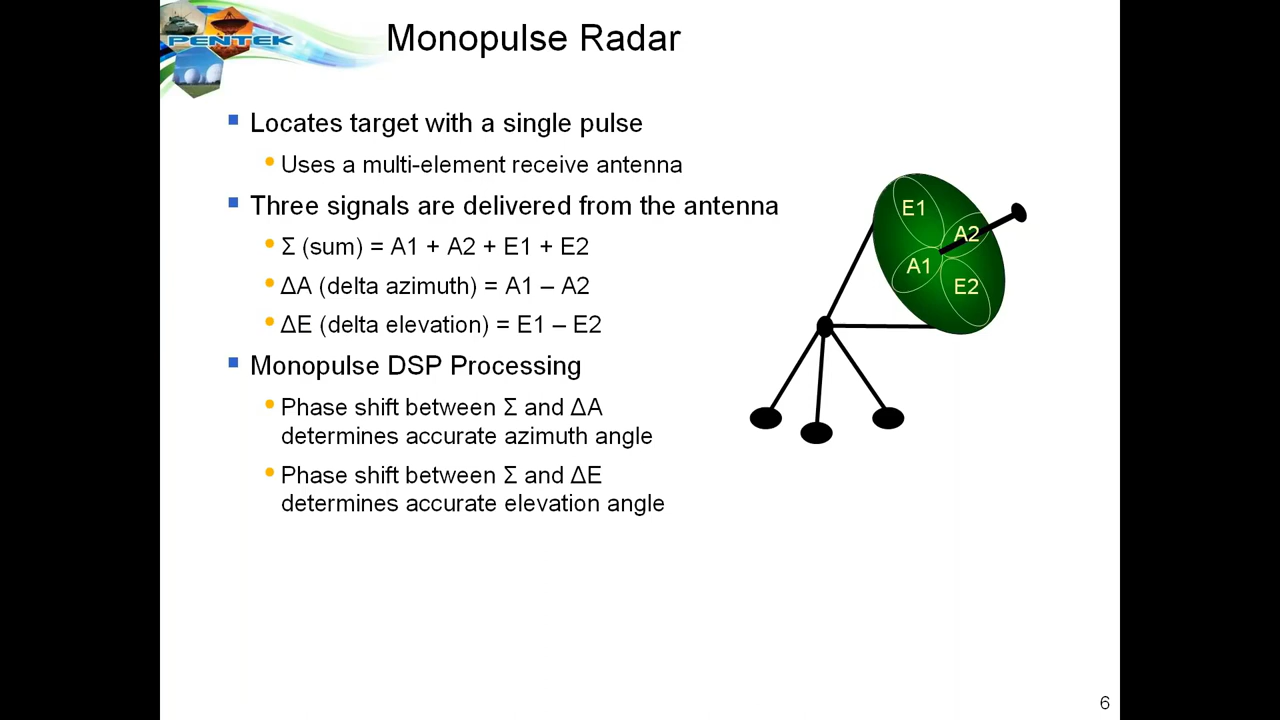 PENTEK
Monopulse Radar
Locates target with a single pulse
Uses a multi-element receive antenna
Three signals are delivered from the antenna
Σ (sum) = A1 + A2 + E1 + E2
ΔA (delta azimuth) = A1 – A2
ΔE (delta elevation) = E1 – E2
Monopulse DSP Processing
Phase shift between Σ and ΔA
determines accurate azimuth angle
Phase shift between Σ and ΔE
determines accurate elevation angle
E1
A2
A1
E2
6